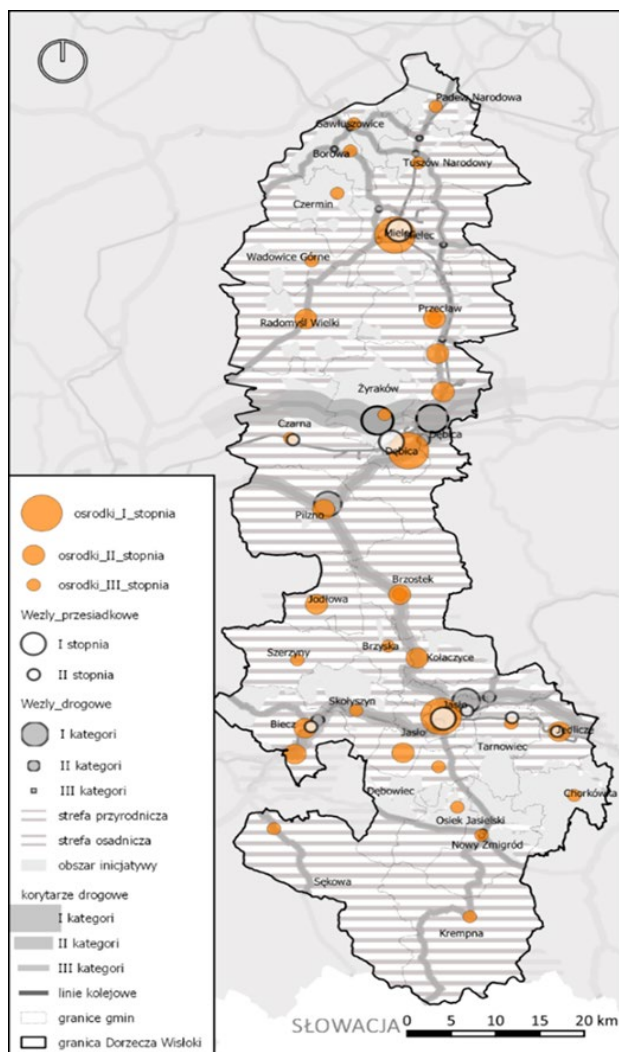 Padew Narodowa
Gawłuszowice
Borowa
Tuszów Narodowy
Czermin
Mielec
Mielec
Wadowice Górne
Przecław
Radomyśl Wielki
Żyraków
Czarna
Dębica
Dębica
osrodki_I_stopnia
Pilzno
osrodki_II_stopnia
osrodki_III_stopnia
Brzostek
Jodłowa
Wezly_przesiadkowe
I stopnia
Brzyska
Szerzyny
Kołaczyce
II stopnia
Wezly_drogowe
Skołyszyn
Jasło
I kategori
Biecz
Jasło
Jedlicze
Tarnowiec
II kategori
III kategori
Dębowiec
Chorkówka
strefa przyrodnicza
Osiek Jasielski
strefa osadnicza
Nowy Żmigród
obszar inicjatywy
Sękowa
korytarze drogowe
I kategori
Krempna
II kategori
III kategori
linie kolejowe
granice gmin
SŁOWACJA
0 5 10 15 20 km
granica Dorzecza Wisłoki